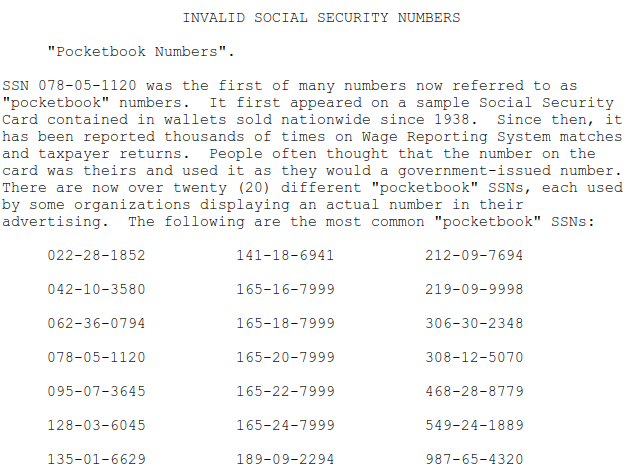 INVALID SOCIAL SECURITY NUMBERS
"Pocketbook Numbers".
SSN 078-05-1120 was the first of many numbers now referred to as
"pocketbook" numbers.  It first appeared on a sample Social Security
Card contained in wallets sold nationwide since 1938.  Since then, it
has been reported thousands of times on Wage Reporting System matches
and taxpayer returns.  People often thought that the number on the
card was theirs and used it as they would a government-issued number.
There are now over twenty (20) different "pocketbook" SSNs, each used
by some organizations displaying an actual number in their
advertising.  The following are the most common "pocketbook" SSNs:
022-28-1852 141-18-6941 212-09-7694
042-10-3580 165-16-7999 219-09-9998
062-36-0794 165-18-7999 306-30-2348
078-05-1120 165-20-7999 308-12-5070
095-07-3645 165-22-7999 468-28-8779
128-03-6045 165-24-7999 549-24-1889
135-01-6629 189-09-2294 987-65-4320